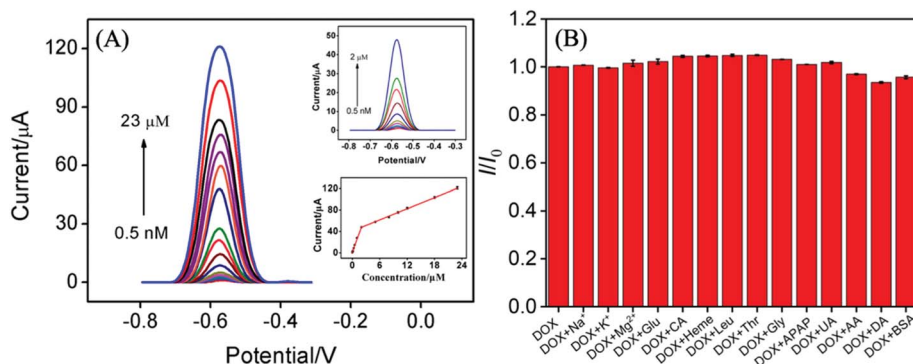 (A)
Current/μA
120
90
60
30
0
23 μM
0.5 nM
-0.8
-0.6
-0.4
-0.2
0.0
Potential/V
Current/μA
50
40
30
20
10
0
2 μM
0.5 nM
-0.8 -0.7 -0.6 -0.5 -0.4 -0.3
Potential/V
Current/μA
120
80
40
0
0 4 8 12 16 20 24
Concentration/μM
(B)
I/I0
1.2
1.0
0.8
0.6
0.4
0.2
0.0
DOX
DOX+Na+
DOX+K+
DOX+Mg2+
DOX+Glu
DOX+CA
DOX+Heme
DOX+Leu
DOX+Thr
DOX+Gly
DOX+APAP
DOX+UA
DOX+AA
DOX+DA
DOX+BSA